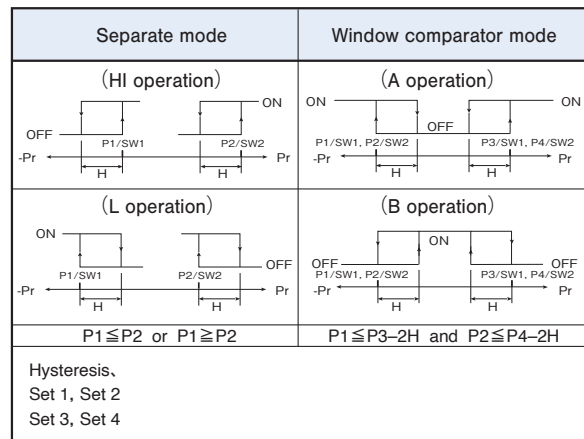 Separate mode
Window comparator mode
(HI operation)
ON
OFF
P1/SW1
P2/SW2
-Pr
Pr
H
H
(A operation)
ON
ON
OFF
P1/SW1, P2/SW2
P3/SW1, P4/SW2
-Pr
Pr
H
H
(L operation)
ON
OFF
P1/SW1
P2/SW2
-Pr
Pr
H
H
(B operation)
ON
OFF
OFF
P1/SW1, P2/SW2
P3/SW1, P4/SW2
-Pr
Pr
H
H
P1≦P2 or P1≧P2
P1≦P3–2H and P2≦P4–2H
Hysteresis、
Set 1, Set 2
Set 3, Set 4